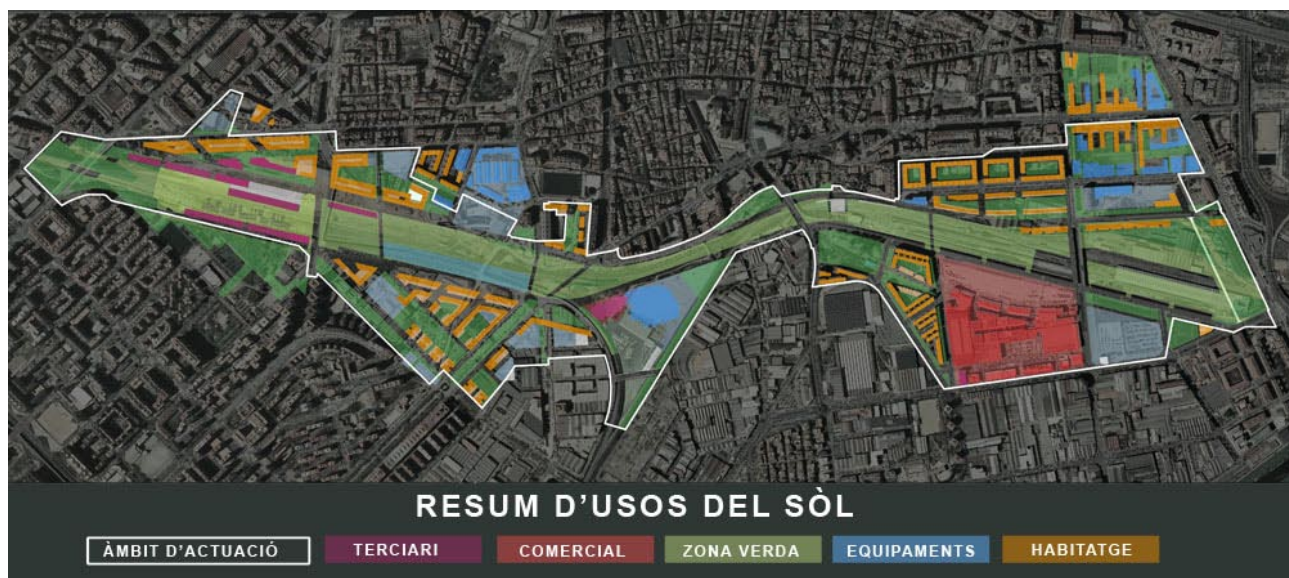 RESUM D'USOS DEL SÒL
ÀMBIT D'ACTUACIÓ TERCIARI COMERCIAL ZONA VERDA EQUIPAMENTS HABITATGE